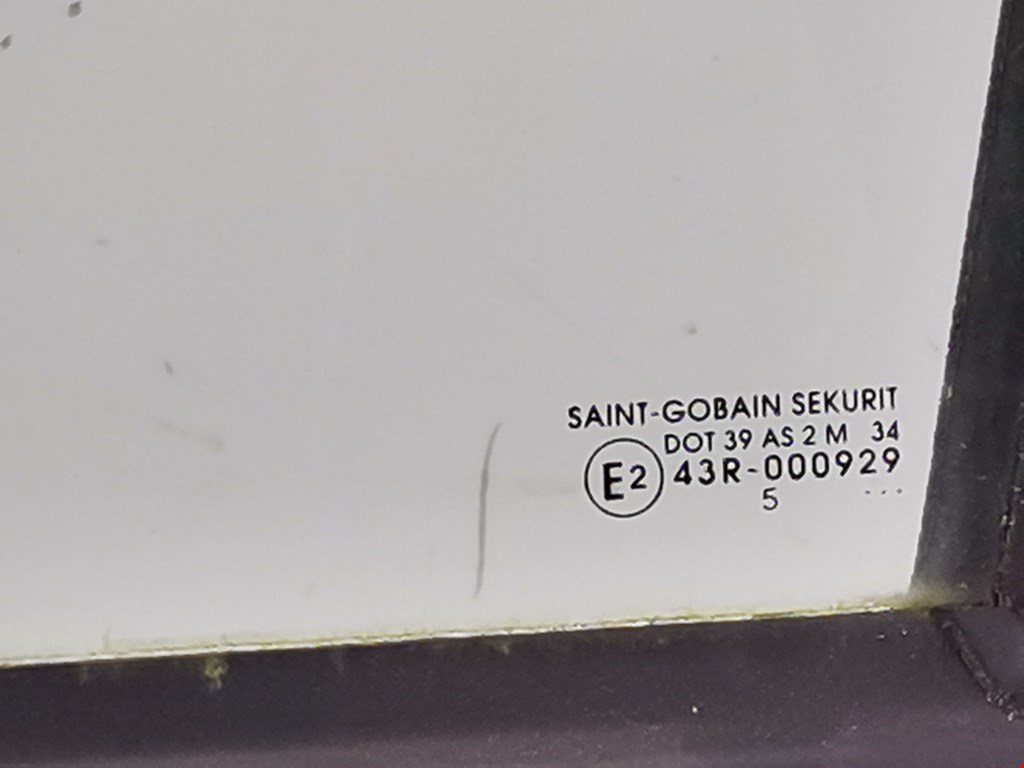 SAINT-GOBAIN SEKURIT
DOT 39 AS 2 M 34
E2 43R-000929
5 ...